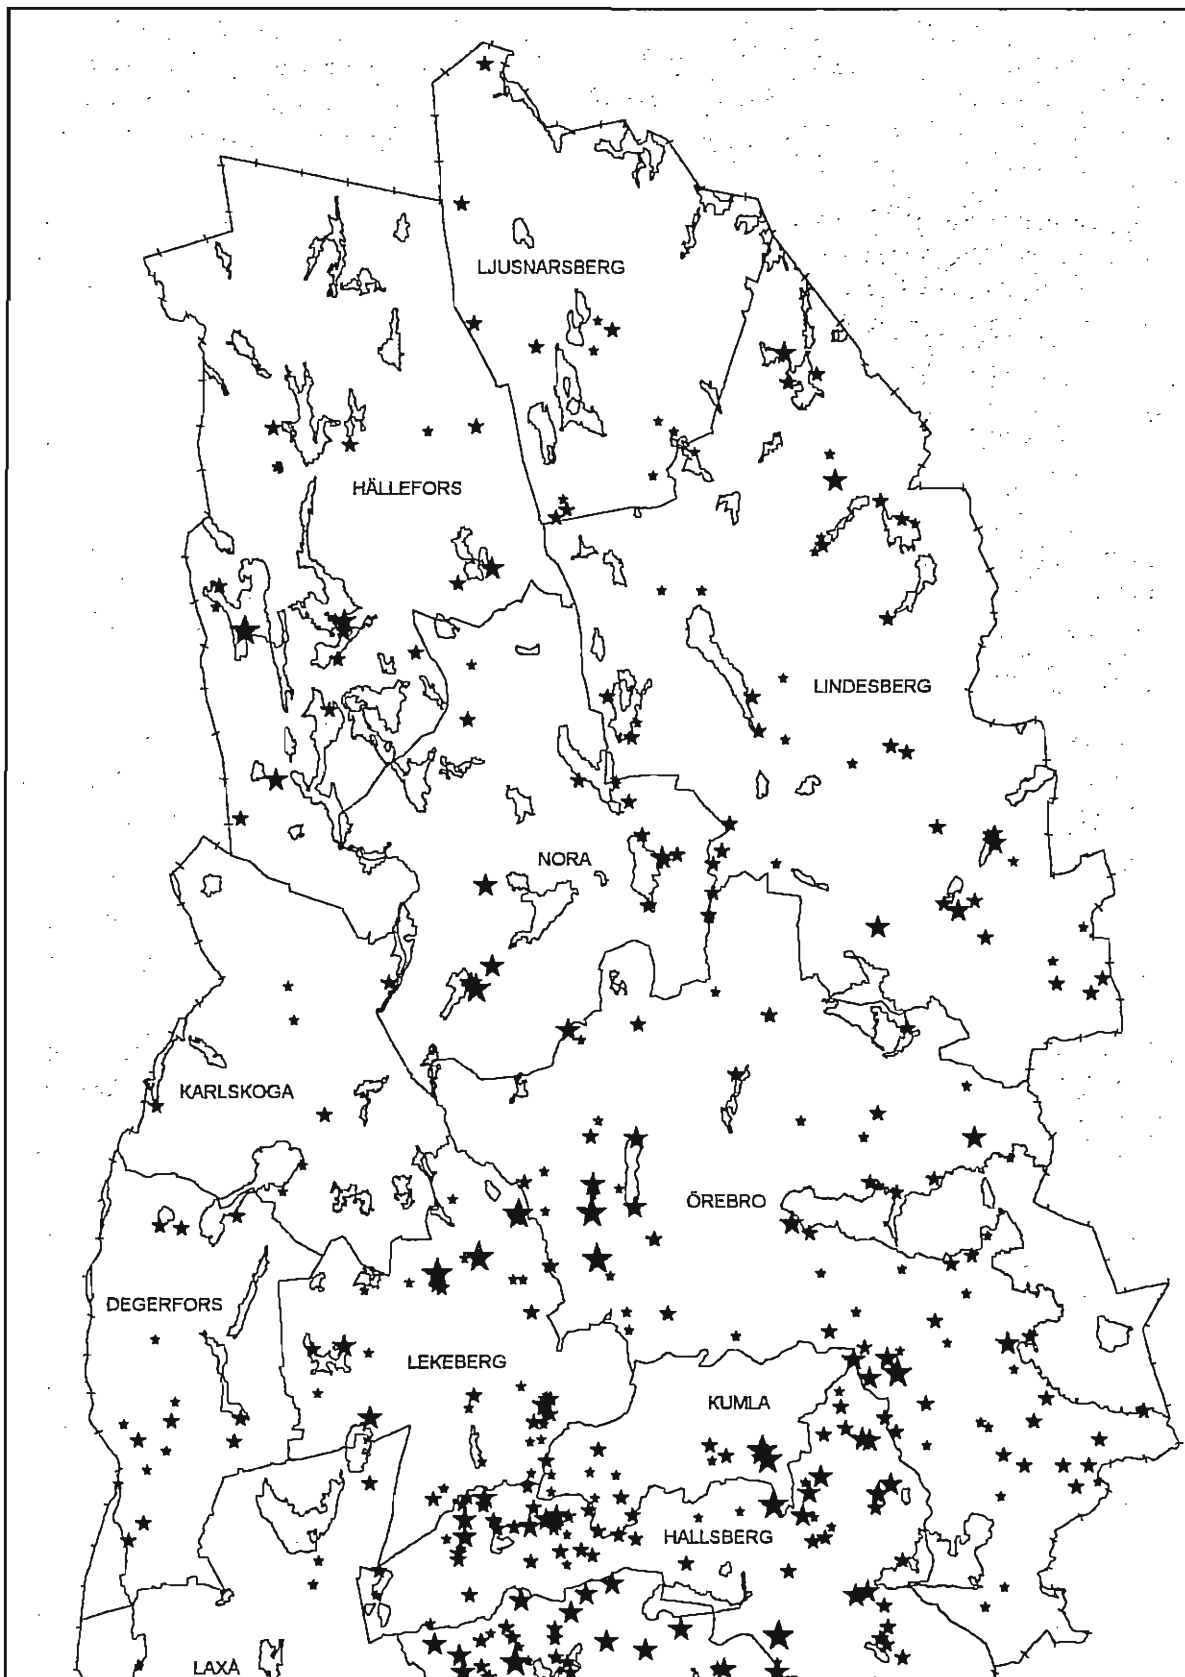 LJUSNARSBERG
HÄLLEFORS
LINDESBERG
NORA
KARLSKOGA
ÖREBRO
DEGERFORS
LEKEBERG
KUMLA
HALLSBERG
LAXÅ